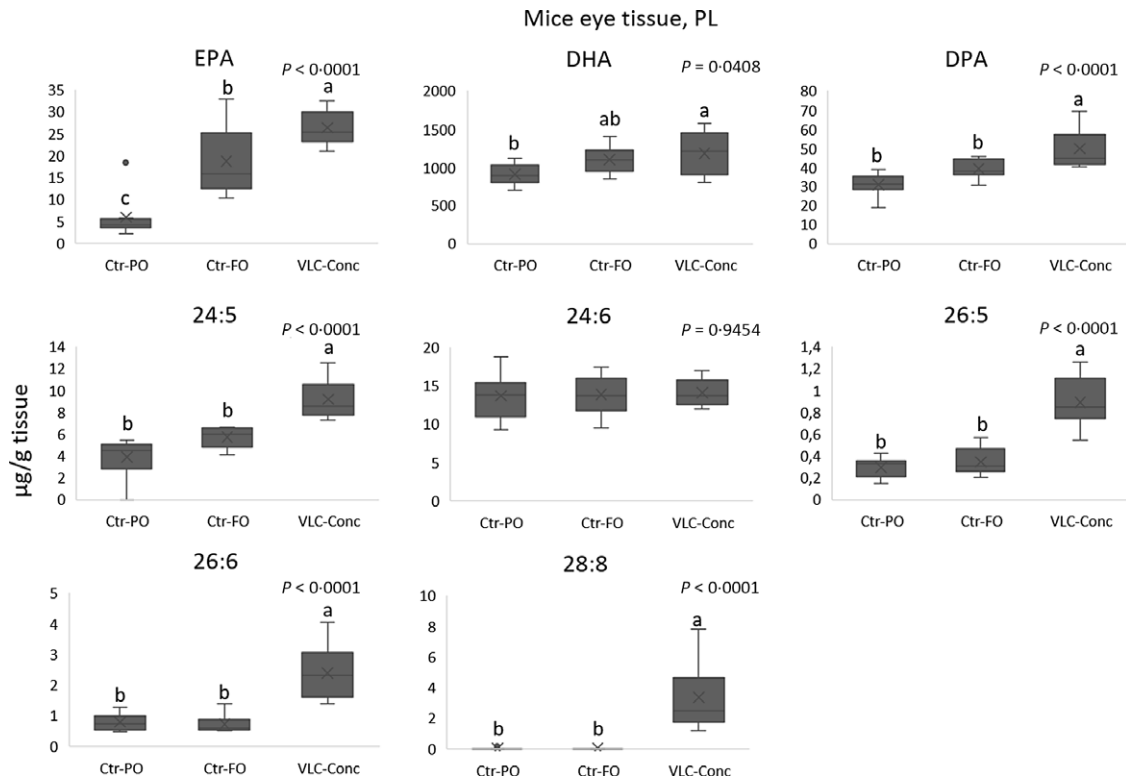 Mice eye tissue, PL
EPA
P < 0·0001
35
30
25
20
15
10
5
0
c
b
a
Ctr-PO
Ctr-FO
VLC-Conc
DHA
P = 0·0408
2000
1500
1000
500
0
b
ab
a
Ctr-PO
Ctr-FO
VLC-Conc
DPA
P < 0·0001
80
70
60
50
40
30
20
10
0
b
b
a
Ctr-PO
Ctr-FO
VLC-Conc
µg/g tissue
24:5
P < 0·0001
14
12
10
8
6
4
2
0
b
b
a
Ctr-PO
Ctr-FO
VLC-Conc
24:6
P = 0·9454
20
15
10
5
0
Ctr-PO
Ctr-FO
VLC-Conc
26:5
P < 0·0001
1,4
1,2
1
0,8
0,6
0,4
0,2
0
b
b
a
Ctr-PO
Ctr-FO
VLC-Conc
26:6
P < 0·0001
5
4
3
2
1
0
b
b
a
Ctr-PO
Ctr-FO
VLC-Conc
28:8
P < 0·0001
10
8
6
4
2
0
b
b
a
Ctr-PO
Ctr-FO
VLC-Conc